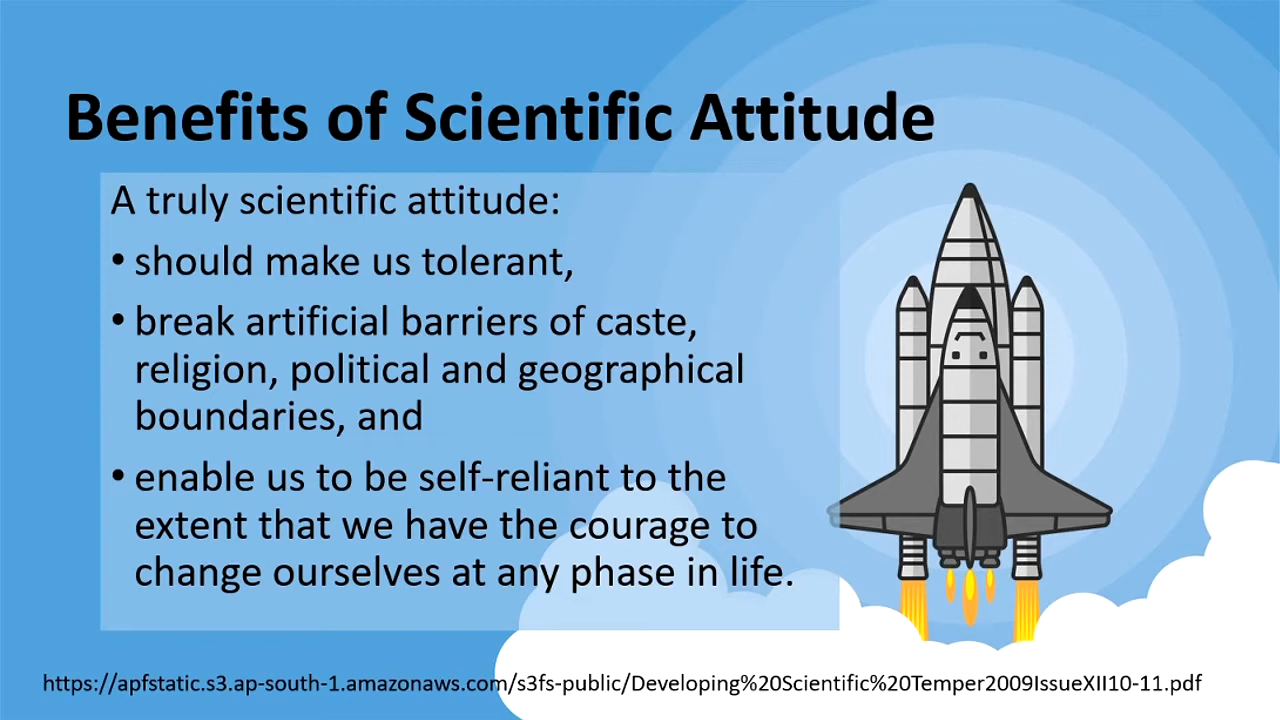 Benefits of Scientific Attitude
A truly scientific attitude:
• should make us tolerant,
• break artificial barriers of caste,
religion, political and geographical
boundaries, and
• enable us to be self-reliant to the
extent that we have the courage to
change ourselves at any phase in life.
https://apfstatic.s3.ap-south-1.amazonaws.com/s3fs-public/Developing%20Scientific%20Temper2009IssueXII10-11.pdf